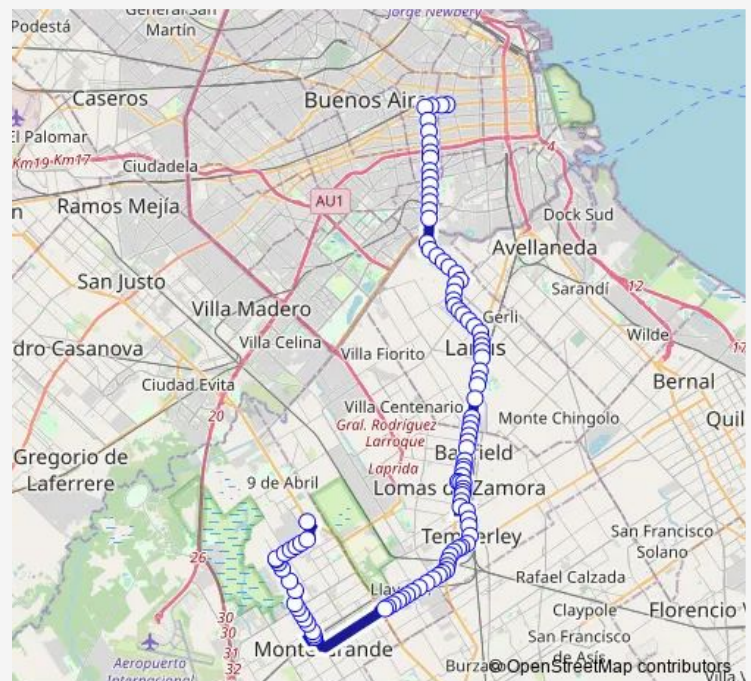 Jorge Newbery
Podestá
General San
Martín
Caseros
Buenos Aire
El Palomar
Km19-Km17
Ciudadela
4
AU1
Ramos Mejía
Dock Sud
Avellaneda
San Justo
Sarandí
12
Villa Madero
Gerli
Wilde
17
dro Casanova
Villa Celina
Villa Fiorito
Lanús
Ciudad Evita
Bernal
20
Villa Centenario
Monte Chingolo
Quil
Gral. Rodríguez
Larroque
Gregorio de
Laferrere
Laprida
Banfield
9 de Abril
Lomas de Zamora
26
Temperley
San Francisco
Solano
Rafael Calzada
Llavallol
Claypole
Florencio
30
30
31
32
Monte Grande
San Francisco
de Asís
Aeropuerto
Internacional
Burza
© OpenStreetMap contributors
Villa